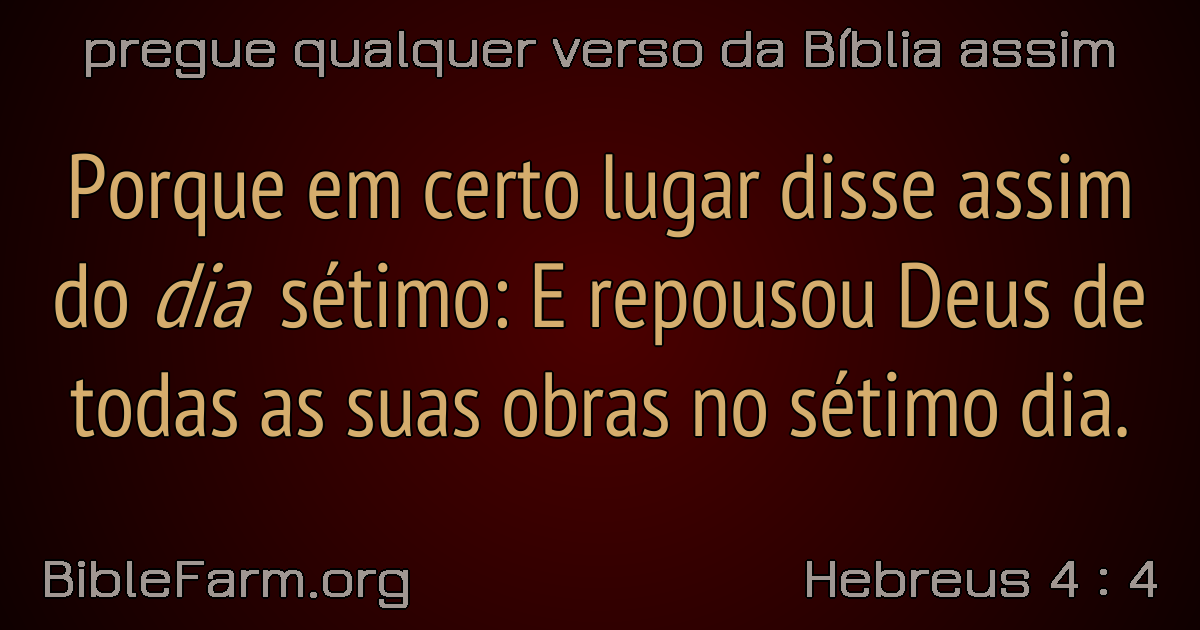 pregue qualquer verso da Bíblia assim
Porque em certo lugar disse assim
do dia sétimo: E repousou Deus de
todas as suas obras no sétimo dia.
BibleFarm.org
Hebreus 4 : 4